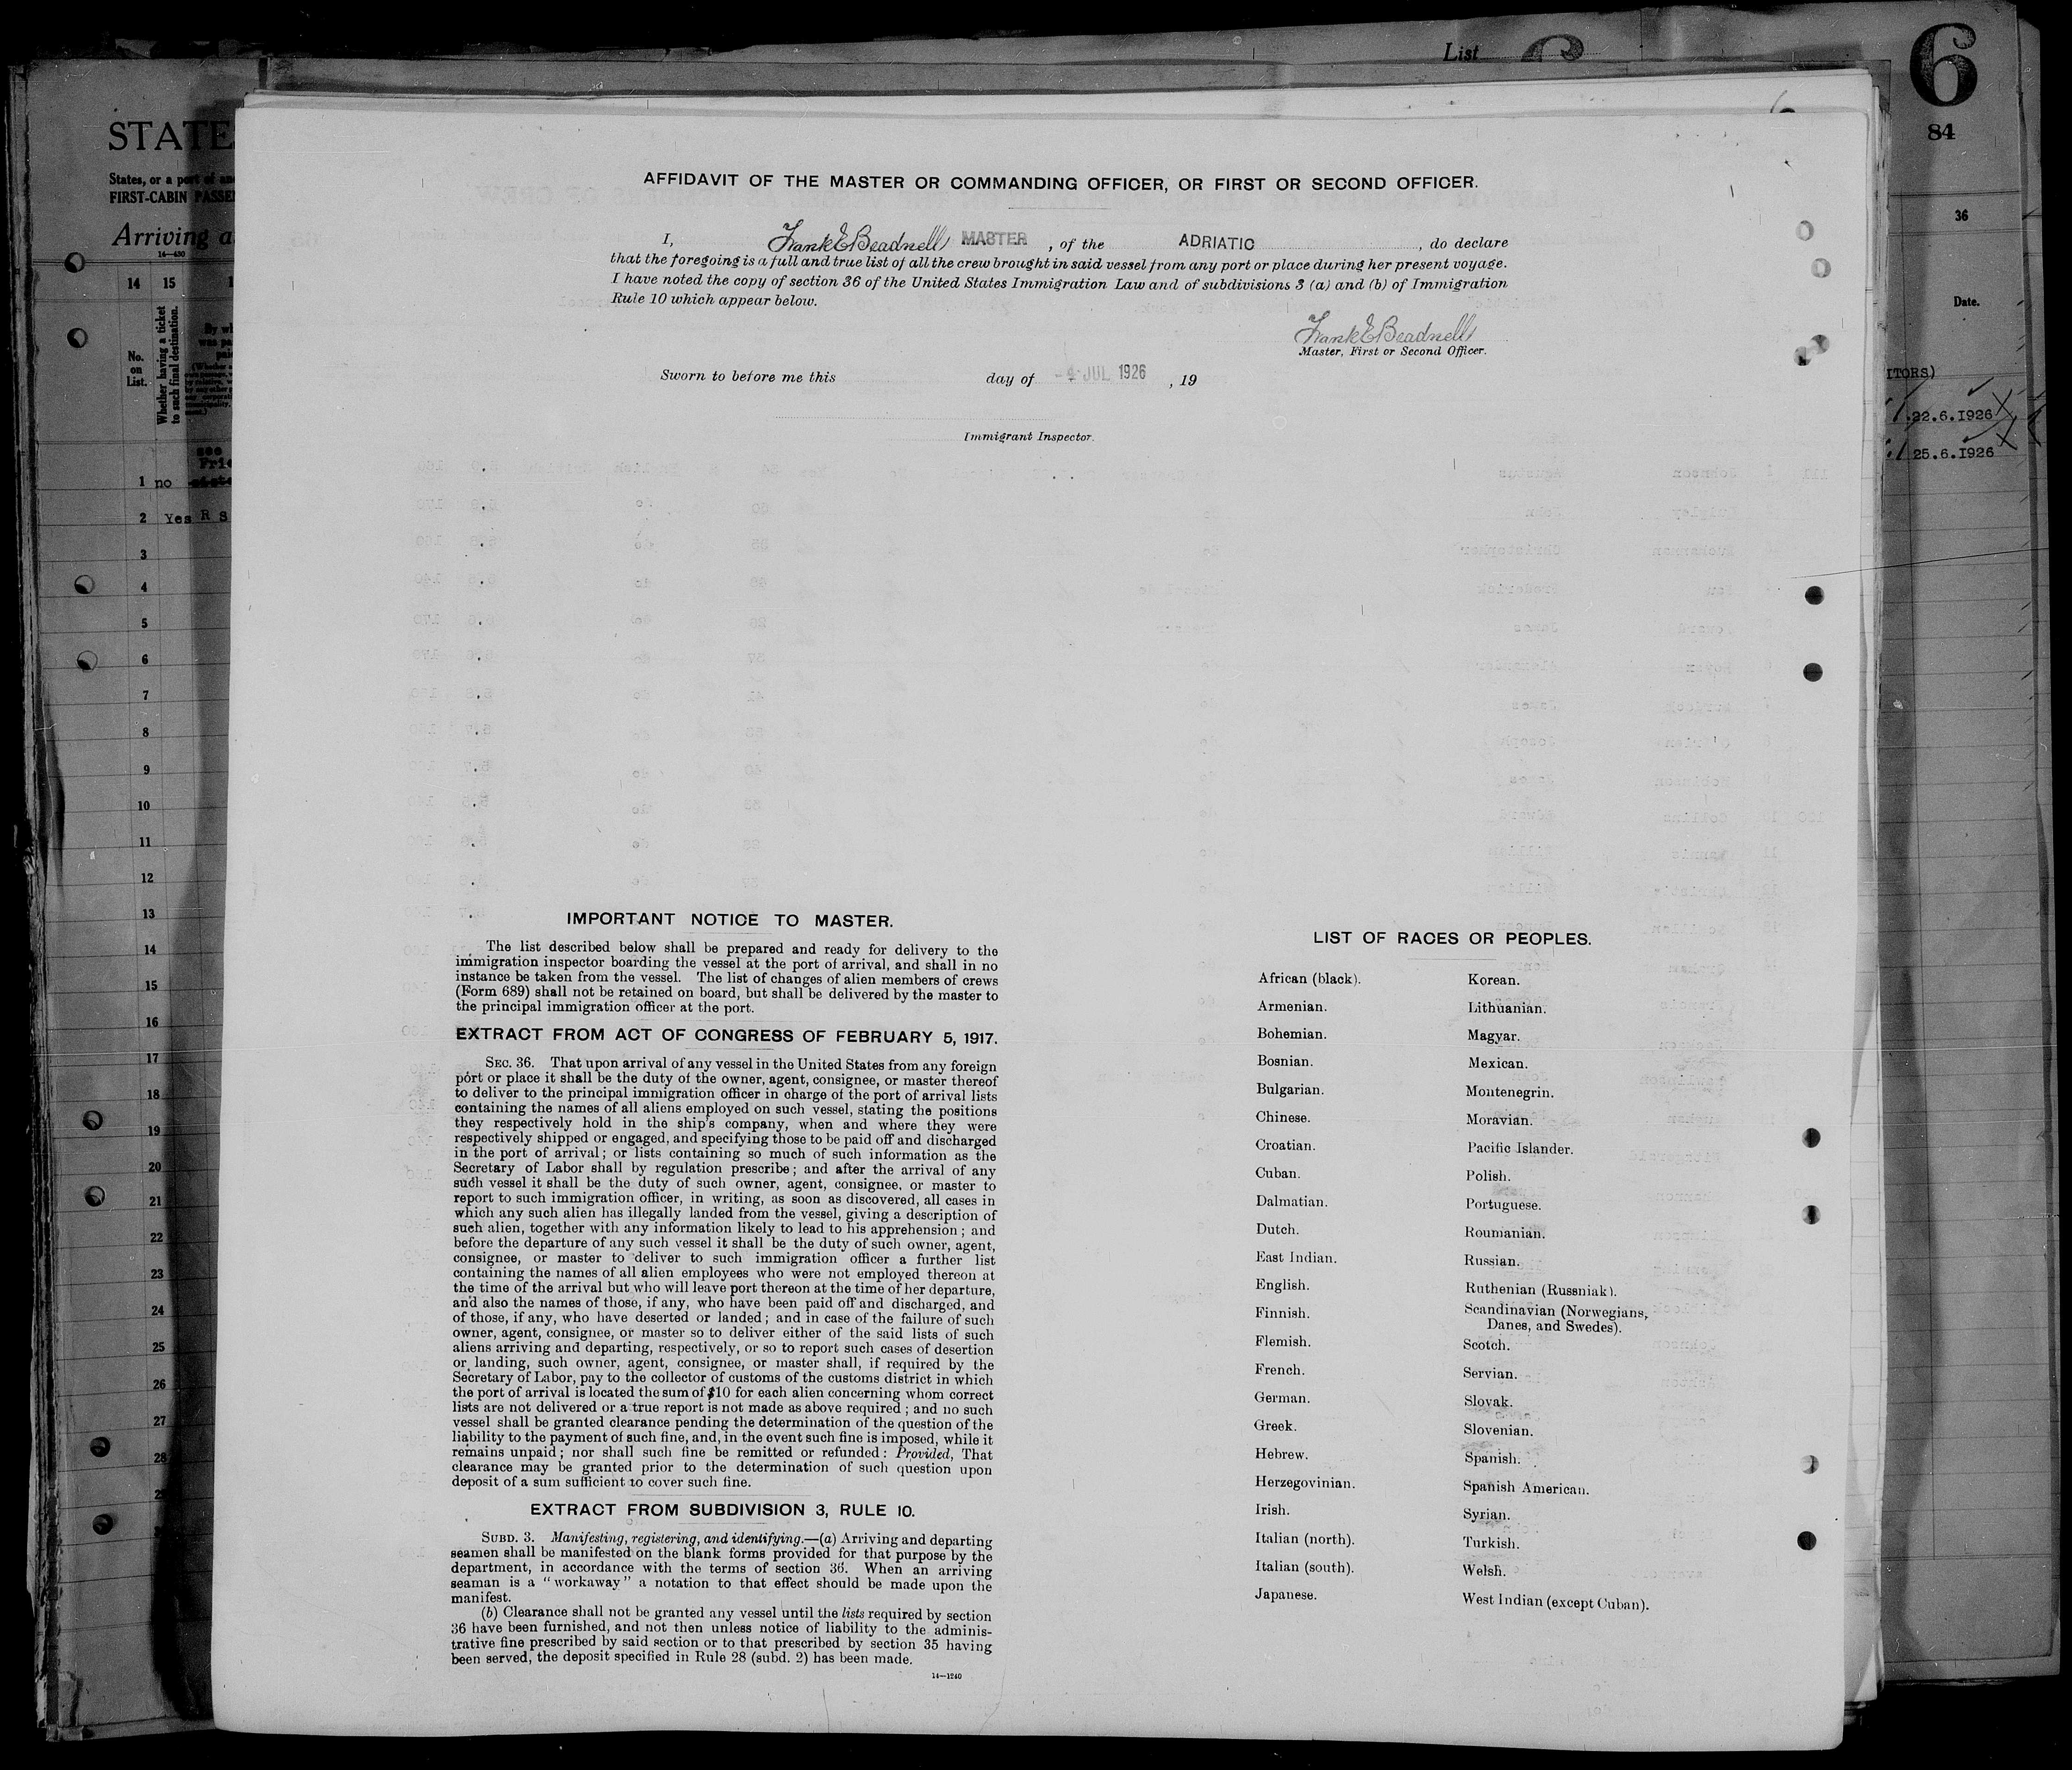 List 6
6
84
STATE
States, or a port of an
FIRST-CABIN PASSE
Arriving a
14—430
14 15
Whether having a ticket
to such final destination.
By wh
was pa
No.
on
List.
36
Date.
ITORS)
22.6.1926
25.6.1926
1 no
2 Yes R S
3
4
5
6
7
8
9
10
11
12
13
14
15
16
17
18
19
20
21
22
23
24
25
26
27
28
AFFIDAVIT OF THE MASTER OR COMMANDING OFFICER, OR FIRST OR SECOND OFFICER.
I, Frank E Beadnell MASTER , of the ADRIATIC , do declare
that the foregoing is a full and true list of all the crew brought in said vessel from any port or place during her present voyage.
I have noted the copy of section 36 of the United States Immigration Law and of subdivisions 3 (a) and (b) of Immigration
Rule 10 which appear below.
Frank E Beadnell
Master, First or Second Officer.
Sworn to before me this day of -4 JUL 1926 , 19
Immigrant Inspector.
IMPORTANT NOTICE TO MASTER.
The list described below shall be prepared and ready for delivery to the
immigration inspector boarding the vessel at the port of arrival, and shall in no
instance be taken from the vessel. The list of changes of alien members of crews
(Form 689) shall not be retained on board, but shall be delivered by the master to
the principal immigration officer at the port.
EXTRACT FROM ACT OF CONGRESS OF FEBRUARY 5, 1917.
SEC. 36. That upon arrival of any vessel in the United States from any foreign
port or place it shall be the duty of the owner, agent, consignee, or master thereof
to deliver to the principal immigration officer in charge of the port of arrival lists
containing the names of all aliens employed on such vessel, stating the positions
they respectively hold in the ship's company, when and where they were
respectively shipped or engaged, and specifying those to be paid off and discharged
in the port of arrival; or lists containing so much of such information as the
Secretary of Labor shall by regulation prescribe; and after the arrival of any
such vessel it shall be the duty of such owner, agent, consignee, or master to
report to such immigration officer, in writing, as soon as discovered, all cases in
which any such alien has illegally landed from the vessel, giving a description of
such alien, together with any information likely to lead to his apprehension; and
before the departure of any such vessel it shall be the duty of such owner, agent,
consignee, or master to deliver to such immigration officer a further list
containing the names of all alien employees who were not employed thereon at
the time of the arrival but who will leave port thereon at the time of her departure,
and also the names of those, if any, who have been paid off and discharged, and
of those, if any, who have deserted or landed; and in case of the failure of such
owner, agent, consignee, or master so to deliver either of the said lists of such
aliens arriving and departing, respectively, or so to report such cases of desertion
or landing, such owner, agent, consignee, or master shall, if required by the
Secretary of Labor, pay to the collector of customs of the customs district in which
the port of arrival is located the sum of $10 for each alien concerning whom correct
lists are not delivered or a true report is not made as above required; and no such
vessel shall be granted clearance pending the determination of the question of the
liability to the payment of such fine, and, in the event such fine is imposed, while it
remains unpaid; nor shall such fine be remitted or refunded: Provided, That
clearance may be granted prior to the determination of such question upon
deposit of a sum sufficient to cover such fine.
EXTRACT FROM SUBDIVISION 3, RULE 10.
SUBD. 3. Manifesting, registering, and identifying.—(a) Arriving and departing
seamen shall be manifested on the blank forms provided for that purpose by the
department, in accordance with the terms of section 36. When an arriving
seaman is a "workaway" a notation to that effect should be made upon the
manifest.
(b) Clearance shall not be granted any vessel until the lists required by section
36 have been furnished, and not then unless notice of liability to the adminis-
trative fine prescribed by said section or to that prescribed by section 35 having
been served, the deposit specified in Rule 28 (subd. 2) has been made.
14—1240
LIST OF RACES OR PEOPLES.
African (black).
Armenian.
Bohemian.
Bosnian.
Bulgarian.
Chinese.
Croatian.
Cuban.
Dalmatian.
Dutch.
East Indian.
English.
Finnish.
Flemish.
French.
German.
Greek.
Hebrew.
Herzegovinian.
Irish.
Italian (north).
Italian (south).
Japanese.
Korean.
Lithuanian.
Magyar.
Mexican.
Montenegrin.
Moravian.
Pacific Islander.
Polish.
Portuguese.
Roumanian.
Russian.
Ruthenian (Russniak).
Scandinavian (Norwegians,
Danes, and Swedes).
Scotch.
Servian.
Slovak.
Slovenian.
Spanish.
Spanish American.
Syrian.
Turkish.
Welsh.
West Indian (except Cuban).